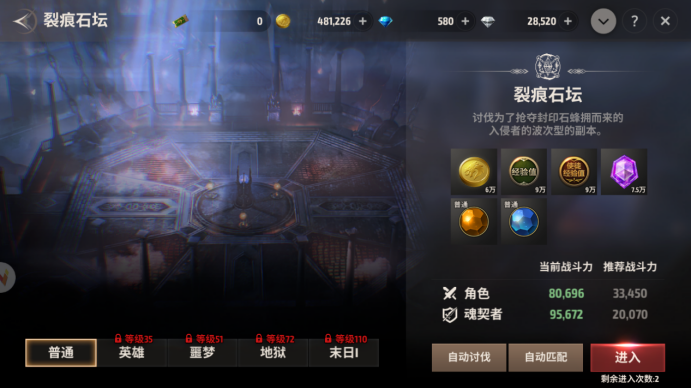 裂痕石坛
0
481,226 +
580 +
28,520 +
?
裂痕石坛
讨伐为了抢夺封印石蜂拥而来的
入侵者的波次型的副本。
6万
经验值
9万
使徒
经验值
9万
7.5万
普通
普通
当前战斗力 推荐战斗力
角色 80,696 33,450
魂契者 95,672 20,070
等级35 等级51 等级72 等级110
普通 英雄 噩梦 地狱 末日I
自动讨伐 自动匹配 进入
剩余进入次数:2